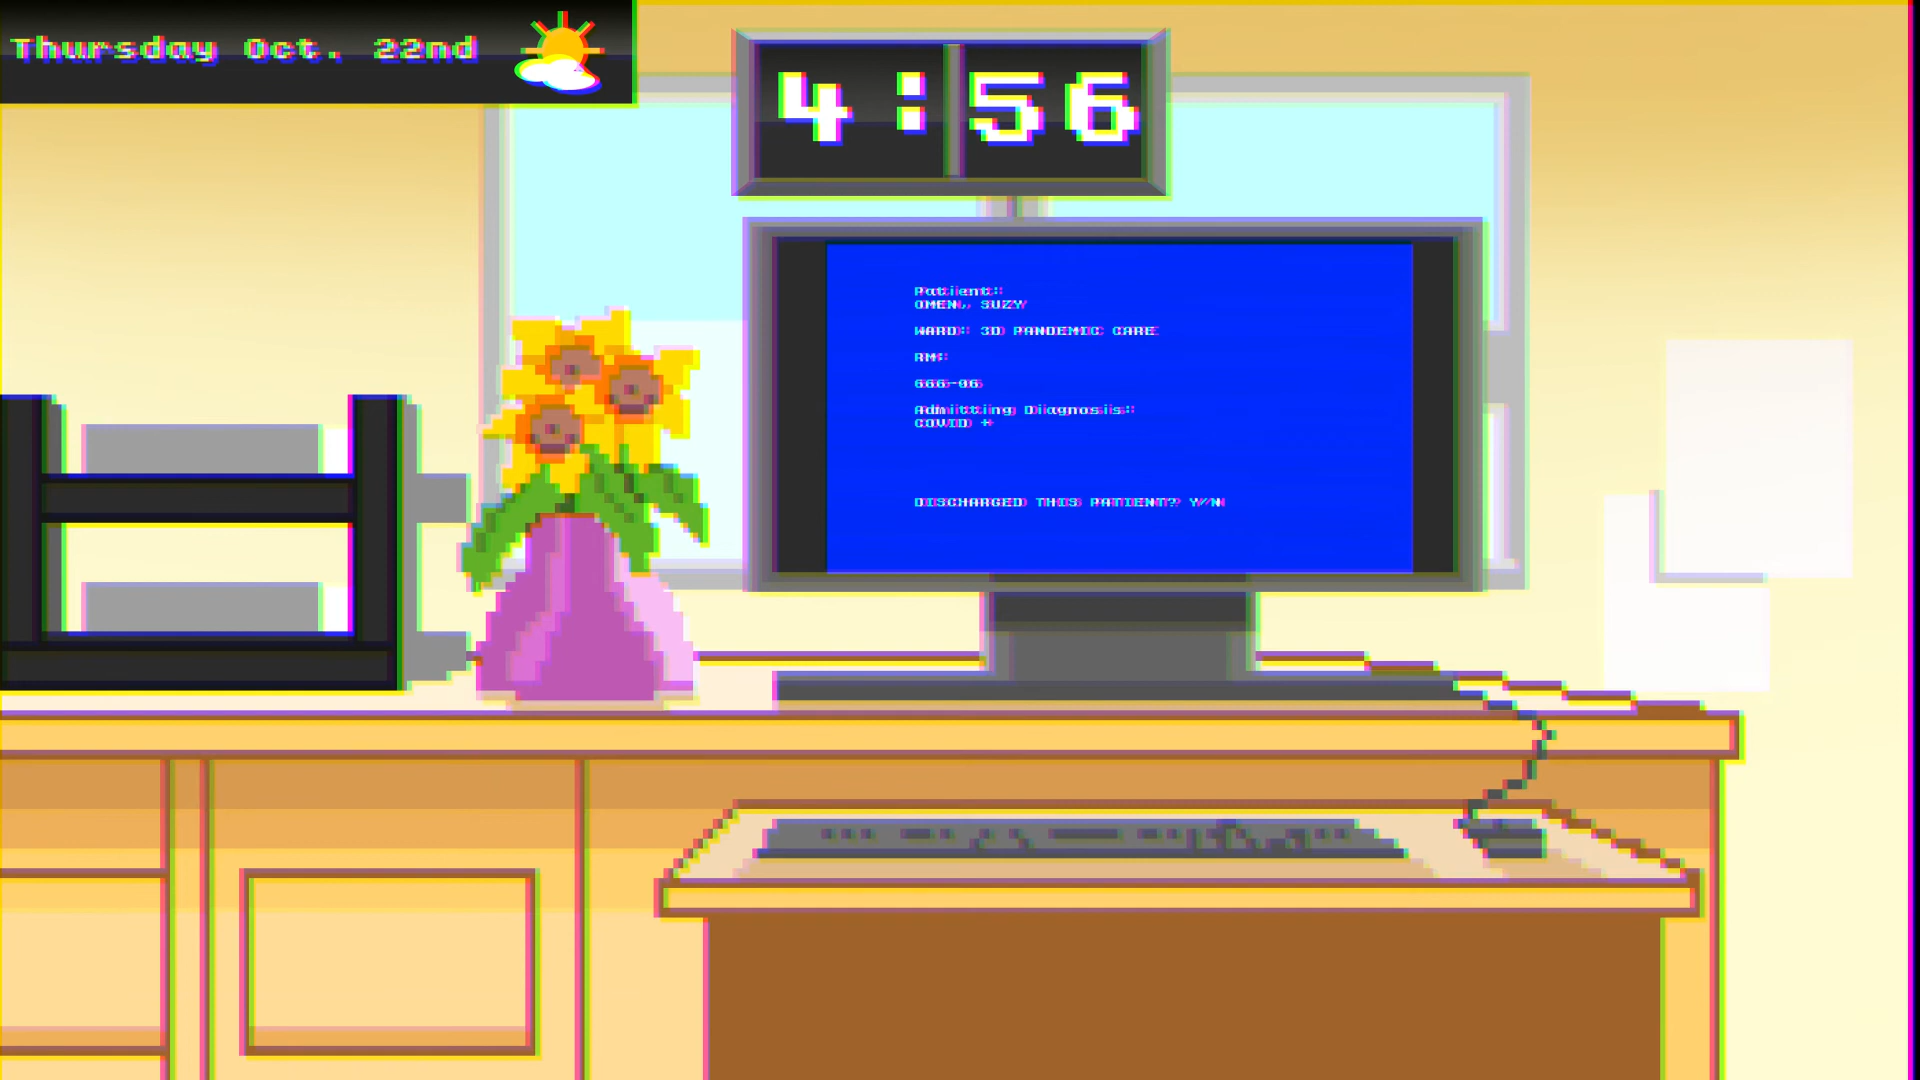 Thursday Oct. 22nd
4:56
Patient:
OMEN, SUZY
WARD: 3D PANDEMIC CARE
RM#:
666-06
Admitting Diagnosis:
COVID +
DISCHARGED THIS PATIENT? Y/N